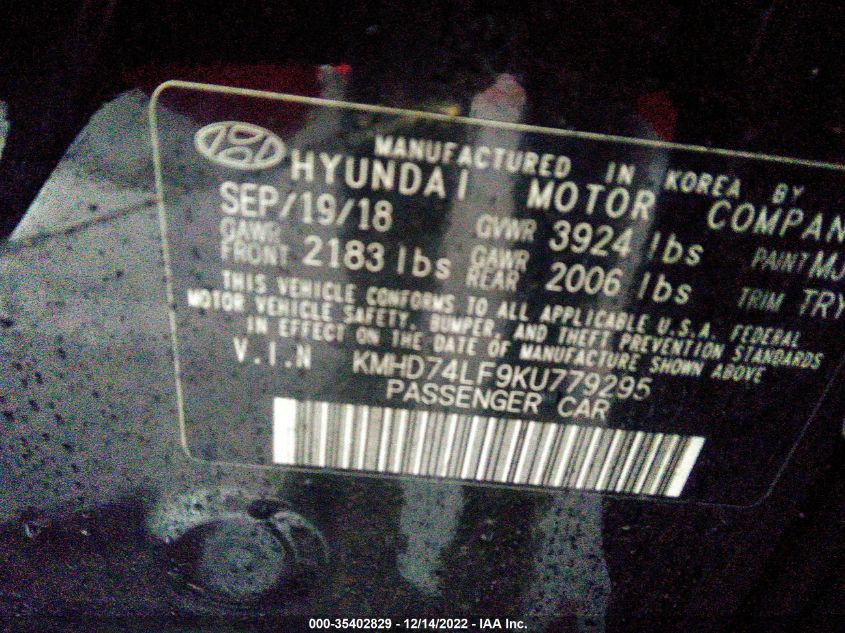 MANUFACTURED IN KOREA BY
HYUNDAI MOTOR COMPAN
SEP/19/18 GVWR 3924 lbs PAINT MJ
GAWR FRONT 2183 lbs GAWR REAR 2006 lbs TRIM TRY
THIS VEHICLE CONFORMS TO ALL APPLICABLE U.S.A. FEDERAL
MOTOR VEHICLE SAFETY, BUMPER, AND THEFT PREVENTION STANDARDS
IN EFFECT ON THE DATE OF MANUFACTURE SHOWN ABOVE
V.I.N KMHD74LF9KU779295
PASSENGER CAR
000-35402829 - 12/14/2022 - IAA Inc.